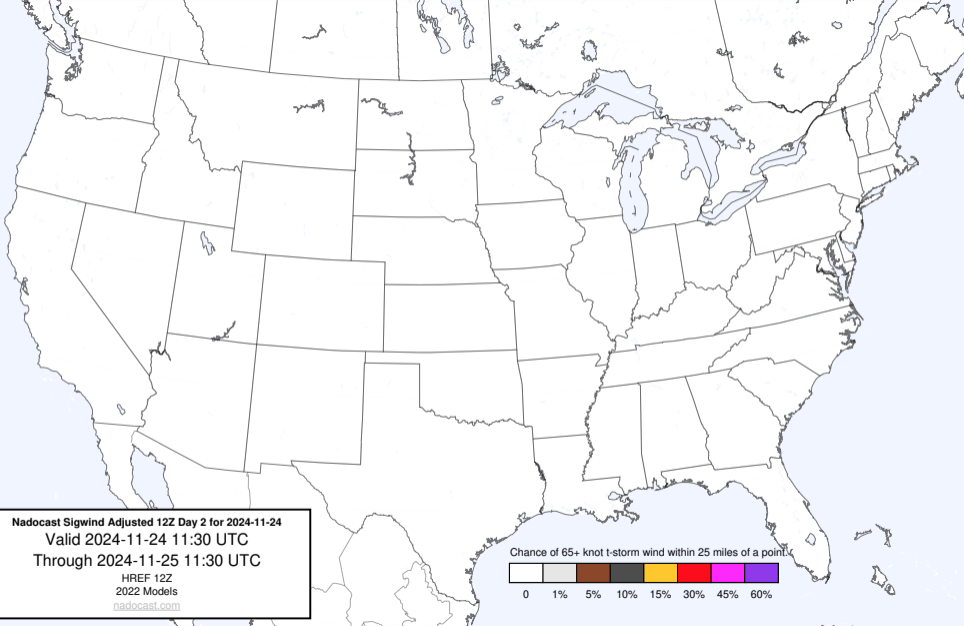 Nadocast Sigwind Adjusted 12Z Day 2 for 2024-11-24
Valid 2024-11-24 11:30 UTC
Through 2024-11-25 11:30 UTC
HREF 12Z
2022 Models
nadocast.com
Chance of 65+ knot t-storm wind within 25 miles of a point.
0 1% 5% 10% 15% 30% 45% 60%